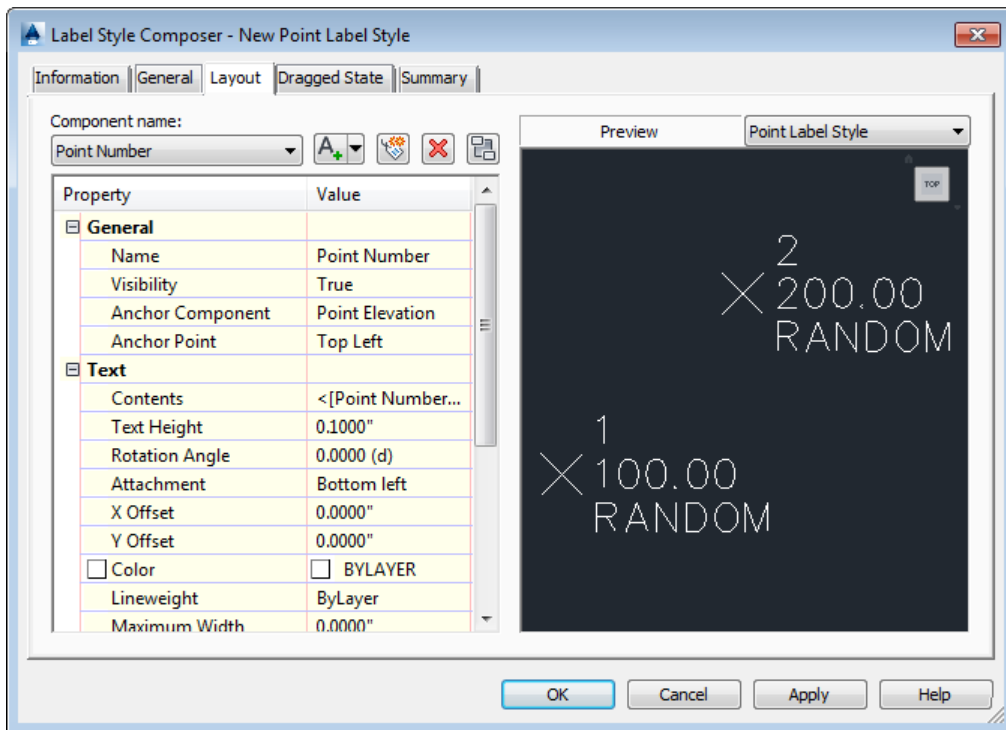 Label Style Composer - New Point Label Style
Information General Layout Dragged State Summary
Component name:
Point Number
Property Value
General
Name Point Number
Visibility True
Anchor Component Point Elevation
Anchor Point Top Left
Text
Contents <[Point Number...
Text Height 0.1000"
Rotation Angle 0.0000 (d)
Attachment Bottom left
X Offset 0.0000"
Y Offset 0.0000"
Color BYLAYER
Lineweight ByLayer
Maximum Width 0.0000"
Preview Point Label Style
TOP
2
200.00
RANDOM
1
100.00
RANDOM
OK Cancel Apply Help